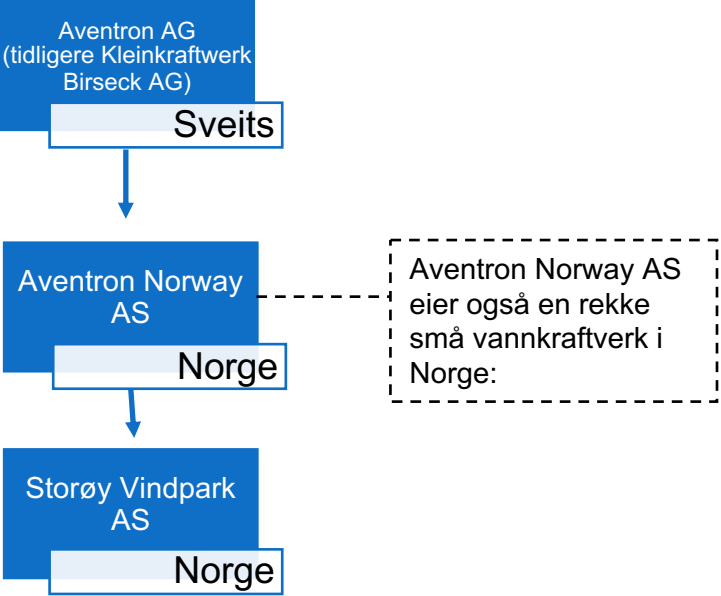 Aventron AG
(tidligere Kleinkraftwerk
Birseck AG)
Sveits
Aventron Norway
AS
Norge
Aventron Norway AS
eier også en rekke
små vannkraftverk i
Norge:
Storøy Vindpark
AS
Norge